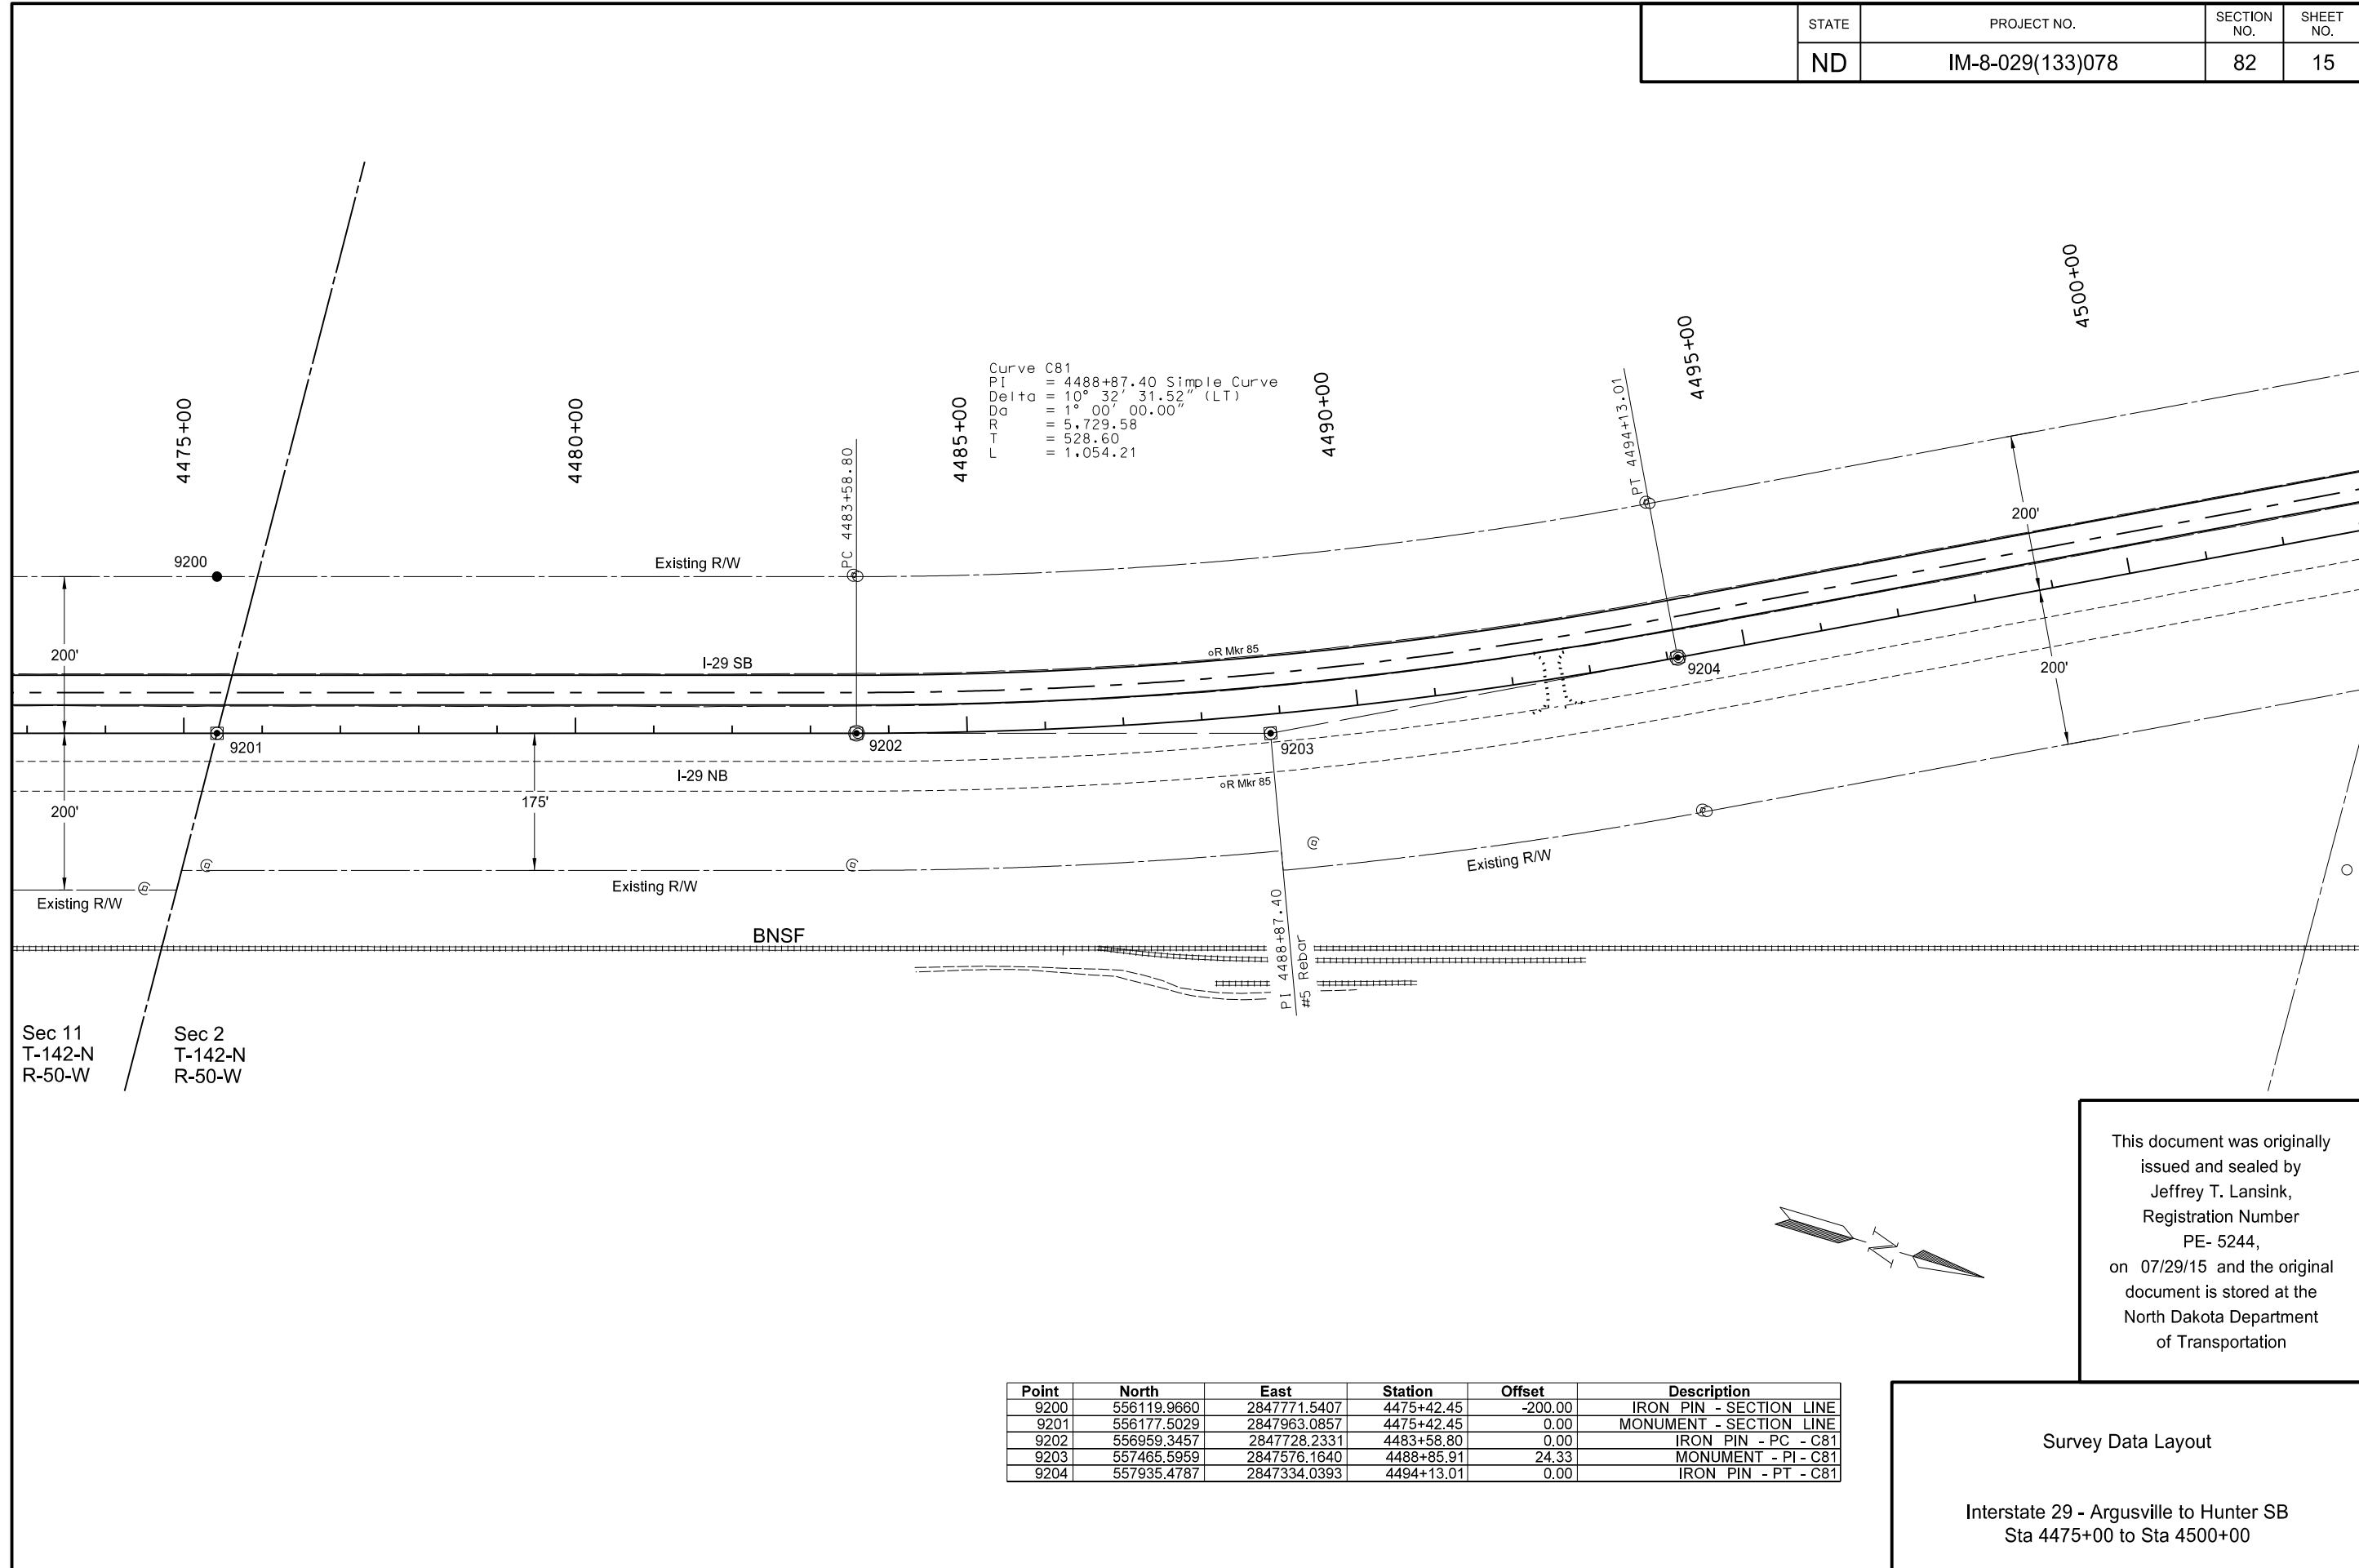 STATE PROJECT NO. SECTION NO. SHEET NO.
ND IM-8-029(133)078 82 15
4475+00
4480+00
4485+00
4490+00
4495+00
4500+00
Curve C81
PI = 4488+87.40 Simple Curve
Delta = 10° 32' 31.52" (LT)
Da = 1° 00' 00.00"
R = 5,729.58
T = 528.60
L = 1,054.21
PC 4483+58.80
PT 4494+13.01
9200
Existing R/W
200'
200'
I-29 SB
R Mkr 85
9204
200'
9201
9202
9203
I-29 NB
R Mkr 85
175'
200'
Existing R/W
Existing R/W
Existing R/W
PI 4488+87.40
#5 Rebar
BNSF
Sec 11
T-142-N
R-50-W
Sec 2
T-142-N
R-50-W
N
This document was originally
issued and sealed by
Jeffrey T. Lansink,
Registration Number
PE- 5244,
on 07/29/15 and the original
document is stored at the
North Dakota Department
of Transportation
Point North East Station Offset Description
9200 556119.9660 2847771.5407 4475+42.45 -200.00 IRON PIN - SECTION LINE
9201 556177.5029 2847963.0857 4475+42.45 0.00 MONUMENT - SECTION LINE
9202 556959.3457 2847728.2331 4483+58.80 0.00 IRON PIN - PC - C81
9203 557465.5959 2847576.1640 4488+85.91 24.33 MONUMENT - PI - C81
9204 557935.4787 2847334.0393 4494+13.01 0.00 IRON PIN - PT - C81
Survey Data Layout
Interstate 29 - Argusville to Hunter SB
Sta 4475+00 to Sta 4500+00